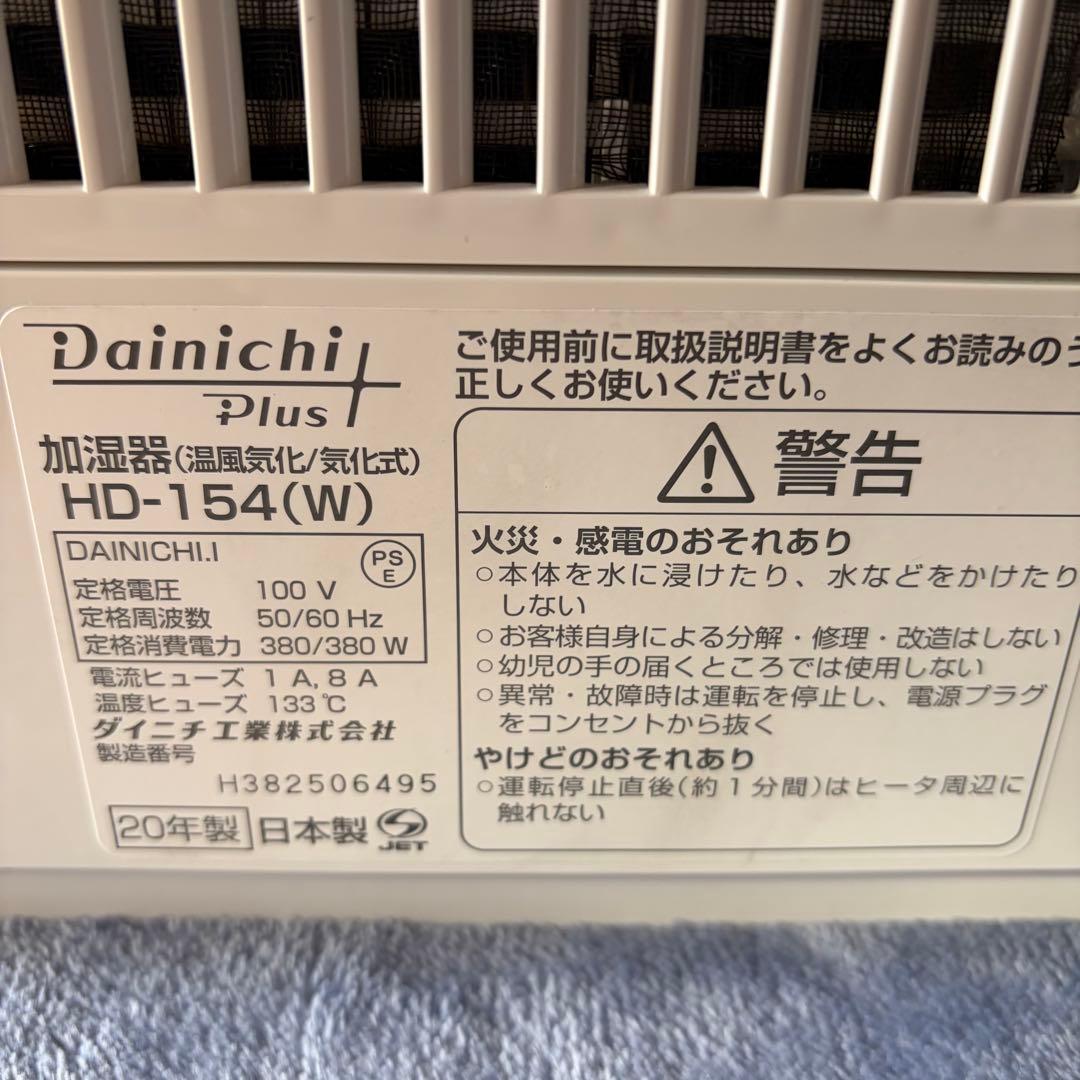 Dainichi
Plus
加湿器(温風気化/気化式)
HD-154(W)
DAINICHI.I
PS
E
定格電圧 100 V
定格周波数 50/60 Hz
定格消費電力 380/380 W
電流ヒューズ 1 A, 8 A
温度ヒューズ 133℃
ダイニチ工業株式会社
製造番号
H382506495
20年製 日本製 JET
ご使用前に取扱説明書をよくお読みのう
正しくお使いください。
警告
火災・感電のおそれあり
○本体を水に浸けたり、水などをかけたり
しない
○お客様自身による分解・修理・改造はしない
○幼児の手の届くところでは使用しない
○異常・故障時は運転を停止し、電源プラグ
をコンセントから抜く
やけどのおそれあり
○運転停止直後(約1分間)はヒータ周辺に
触れない